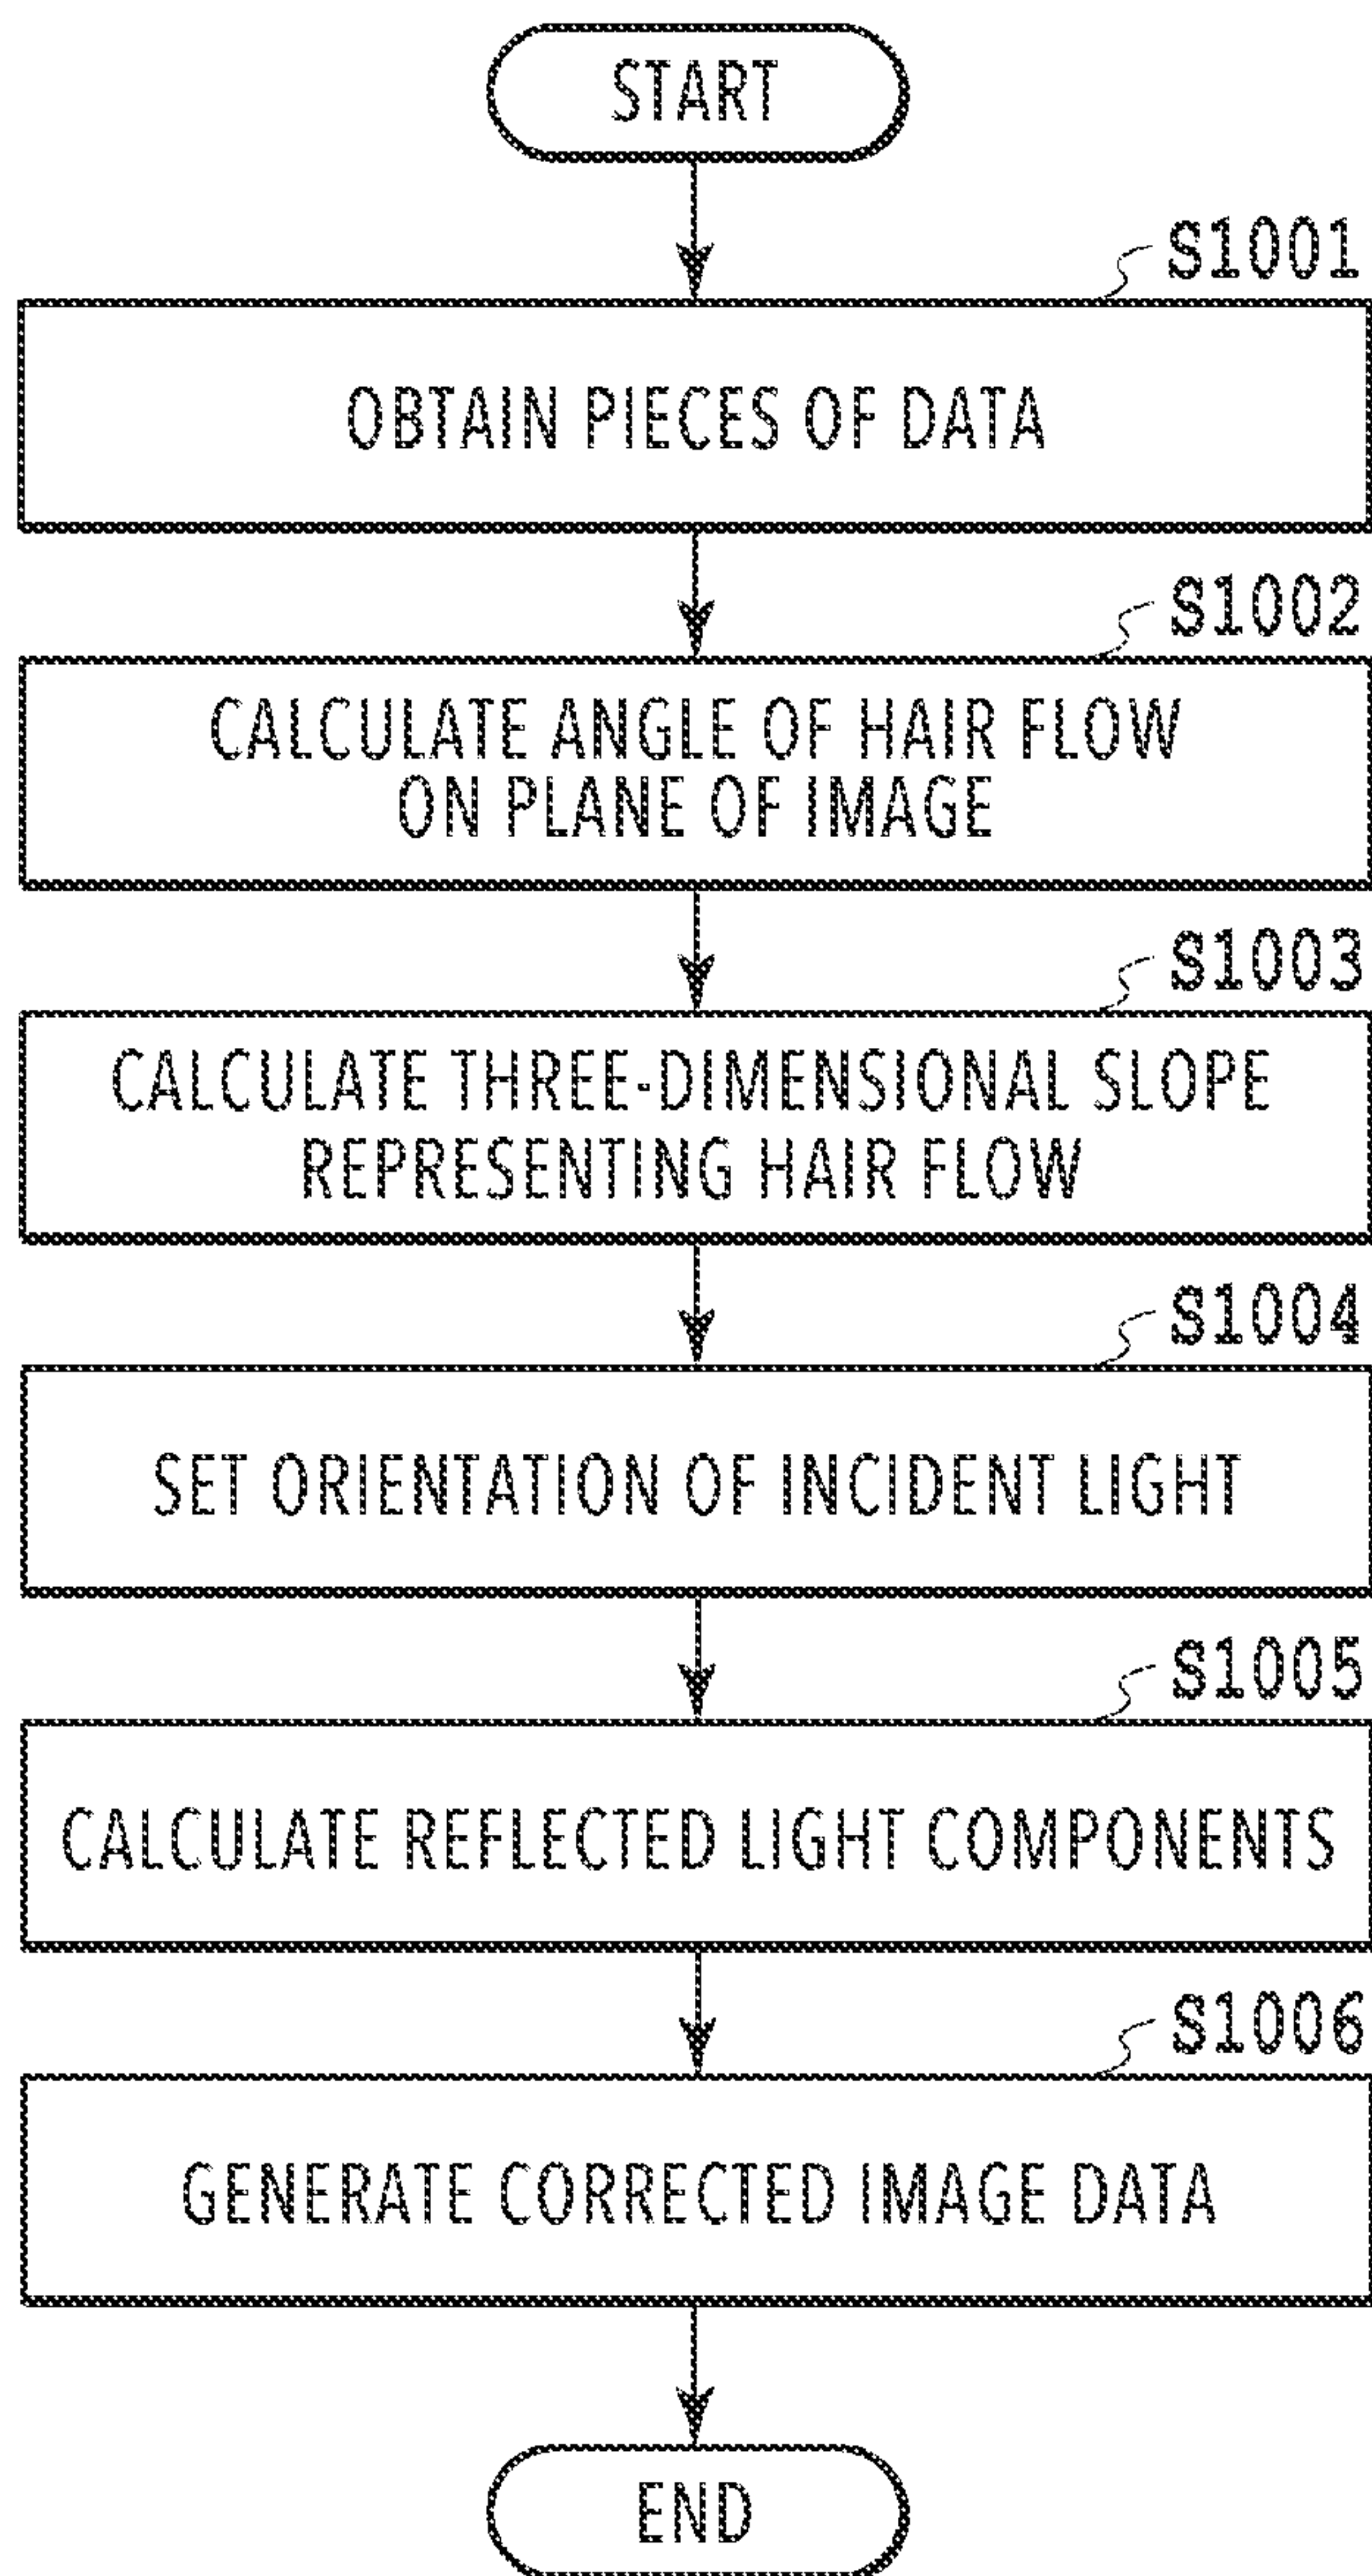 START
S1001
OBTAIN PIECES OF DATA
S1002
CALCULATE ANGLE OF HAIR FLOW
ON PLANE OF IMAGE
S1003
CALCULATE THREE-DIMENSIONAL SLOPE
REPRESENTING HAIR FLOW
S1004
SET ORIENTATION OF INCIDENT LIGHT
S1005
CALCULATE REFLECTED LIGHT COMPONENTS
S1006
GENERATE CORRECTED IMAGE DATA
END